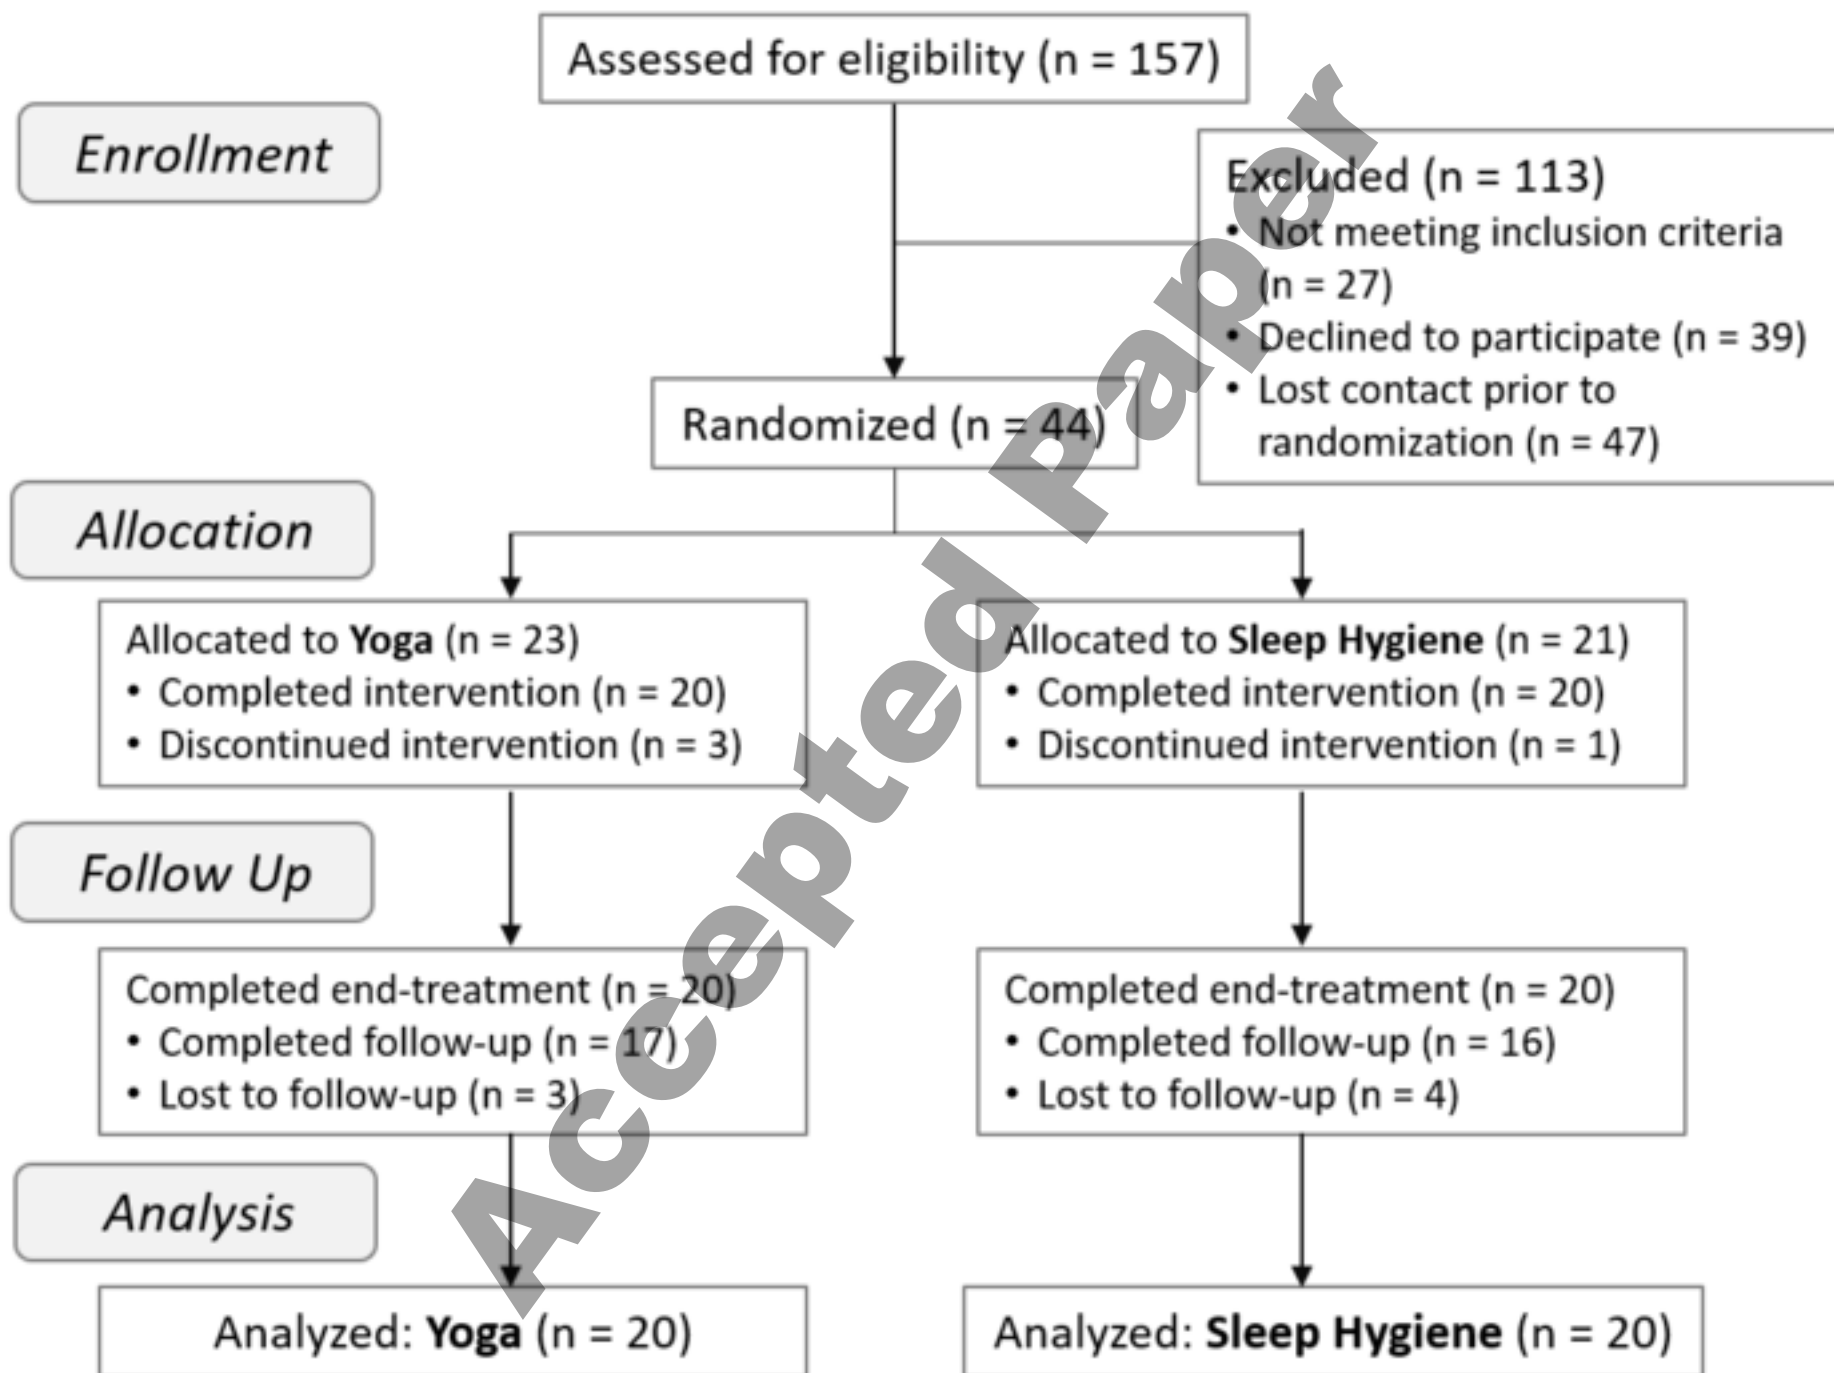 Assessed for eligibility (n = 157)
Enrollment
Excluded (n = 113)
• Not meeting inclusion criteria
(n = 27)
• Declined to participate (n = 39)
• Lost contact prior to
randomization (n = 47)
Randomized (n = 44)
Allocation
Allocated to Yoga (n = 23)
• Completed intervention (n = 20)
• Discontinued intervention (n = 3)
Allocated to Sleep Hygiene (n = 21)
• Completed intervention (n = 20)
• Discontinued intervention (n = 1)
Follow Up
Completed end-treatment (n = 20)
• Completed follow-up (n = 17)
• Lost to follow-up (n = 3)
Completed end-treatment (n = 20)
• Completed follow-up (n = 16)
• Lost to follow-up (n = 4)
Analysis
Analyzed: Yoga (n = 20)
Analyzed: Sleep Hygiene (n = 20)
Accepted Paper